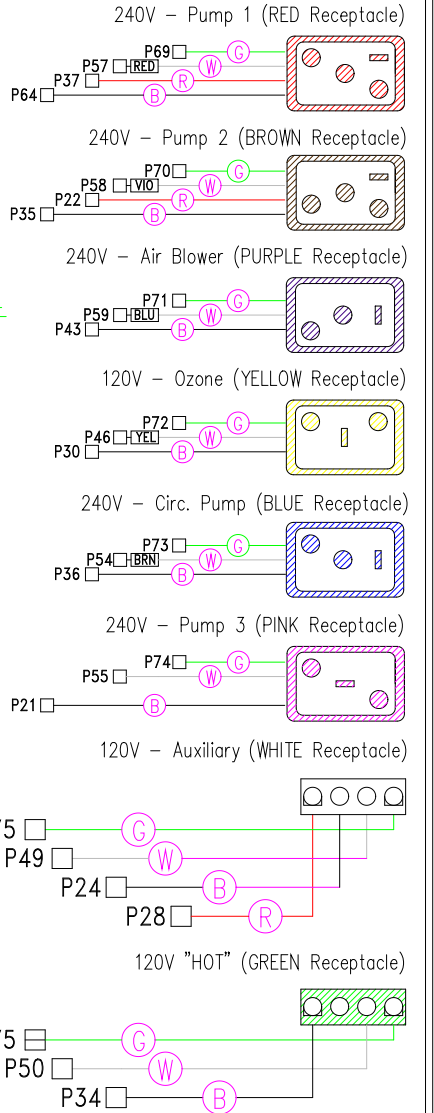 240V - Pump 1 (RED Receptacle)
P69 G
P57 RED W
P37 R
P64 B
240V - Pump 2 (BROWN Receptacle)
P70 G
P58 VIO W
P22 R
P35 B
240V - Air Blower (PURPLE Receptacle)
P71 G
P59 BLU W
P43 B
120V - Ozone (YELLOW Receptacle)
P72 G
P46 YEL W
P30 B
240V - Circ. Pump (BLUE Receptacle)
P73 G
P54 BRN W
P36 B
240V - Pump 3 (PINK Receptacle)
P74 G
P55 W
P21 B
120V - Auxiliary (WHITE Receptacle)
5 G
P49 W
P24 B
P28 R
120V "HOT" (GREEN Receptacle)
5 G
P50 W
P34 B